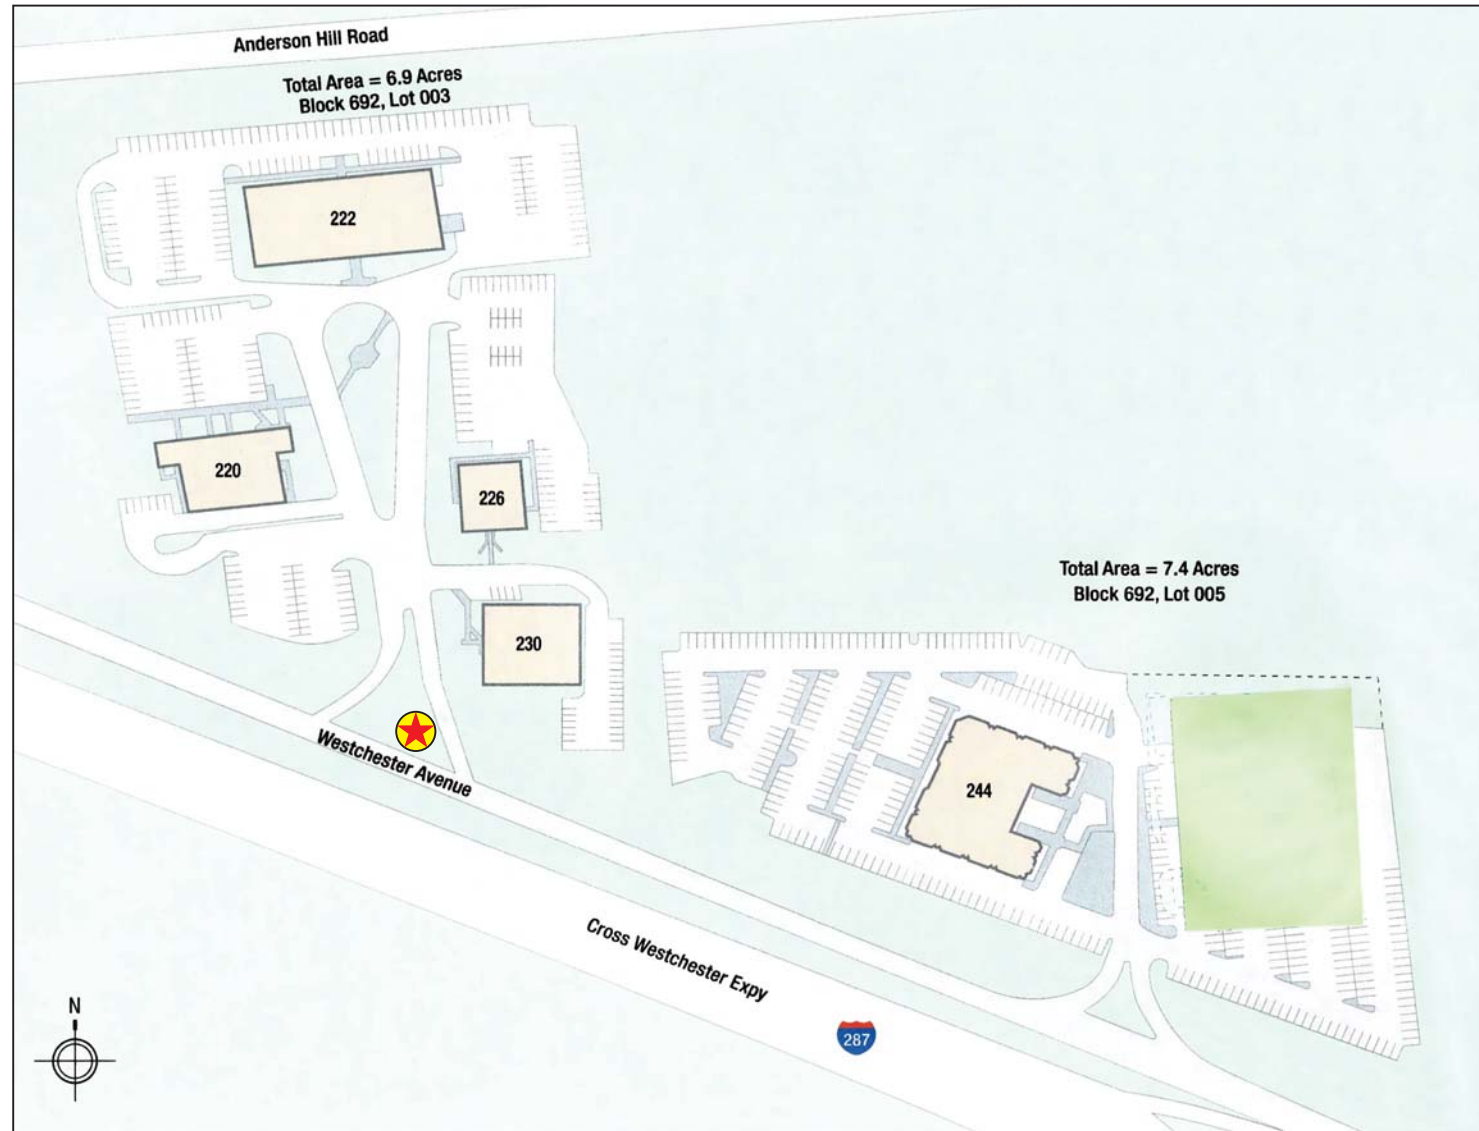 Anderson Hill Road
Total Area = 6.9 Acres
Block 692, Lot 003
222
220
226
Total Area = 7.4 Acres
Block 692, Lot 005
230
Westchester Avenue
244
Cross Westchester Expy
N
287